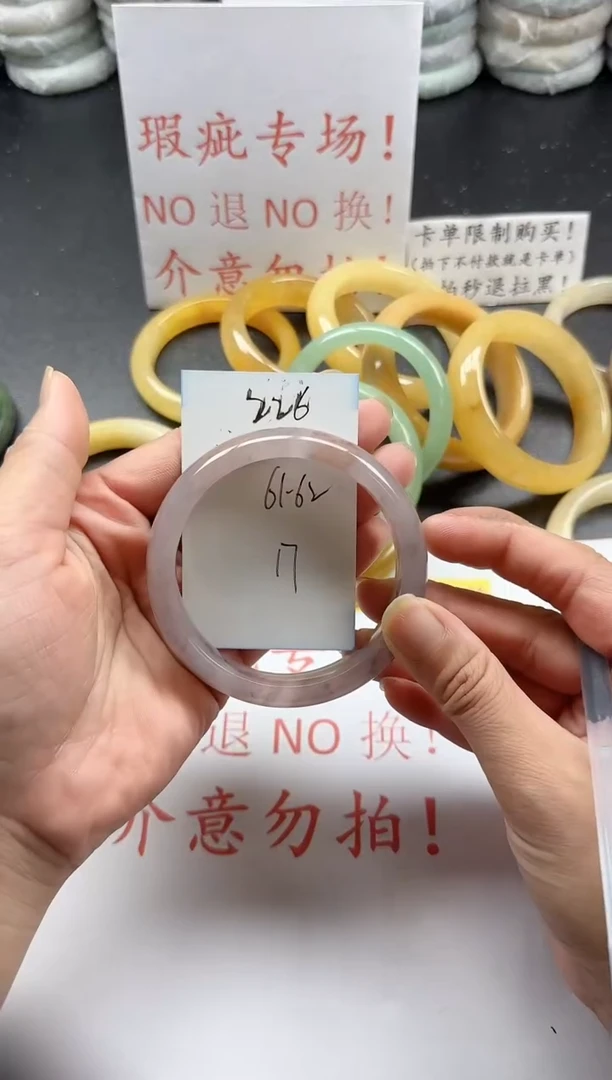 瑕疵专场!
NO 退 NO 换!
介意勿拍!
卡单限制购买!
(拍下不付款就是卡单)
拍秒退拉黑!
226
61-62
17
专
退 NO 换!
介意勿拍!